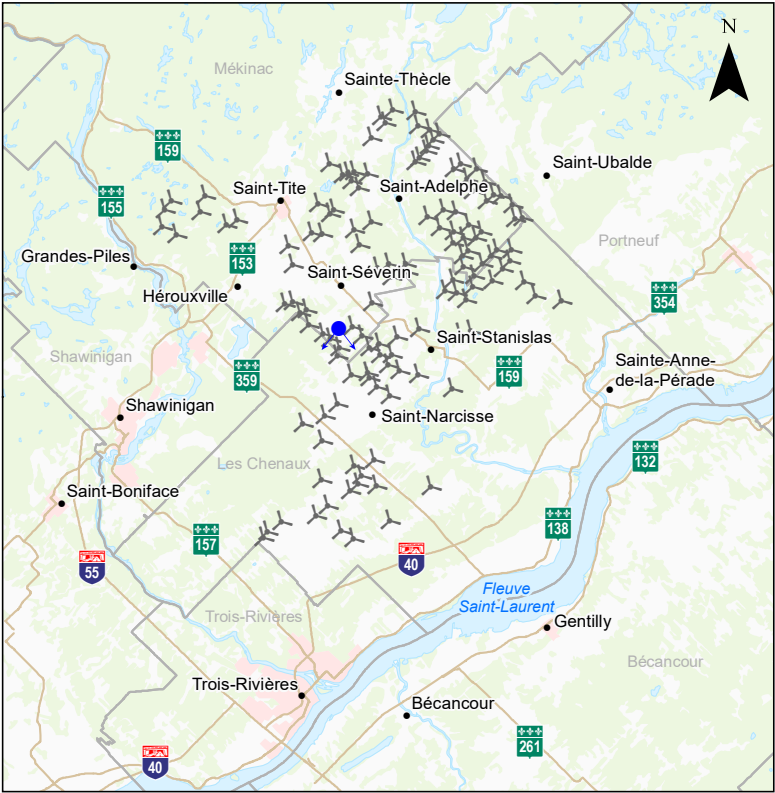 N
Mékinac
Sainte-Thècle
159
Saint-Ubalde
Saint-Tite
Saint-Adelphe
155
Portneuf
Grandes-Piles
153
Saint-Séverin
Hérouxville
354
Saint-Stanislas
Shawinigan
Sainte-Anne-
de-la-Pérade
359
159
Shawinigan
Saint-Narcisse
132
Les Chenaux
Saint-Boniface
138
157
55
40
Fleuve
Saint-Laurent
Trois-Rivières
Gentilly
Bécancour
Trois-Rivières
Bécancour
261
40